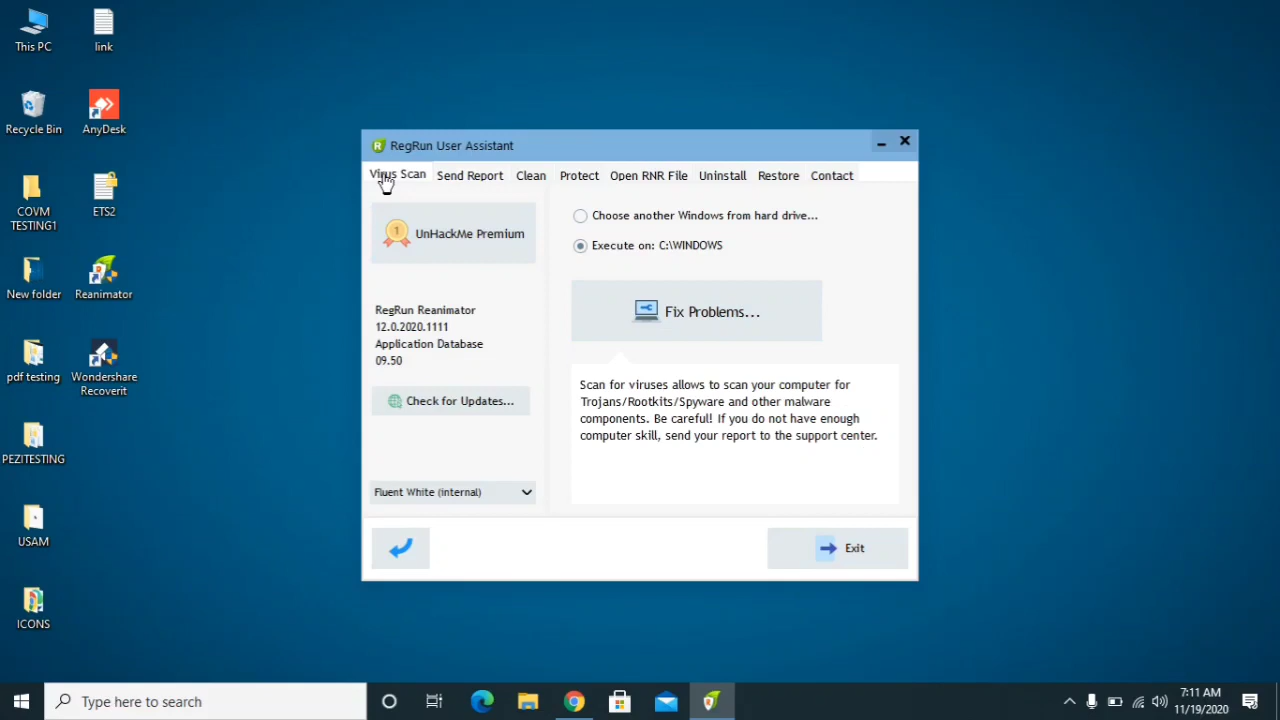 This PC
link
Recycle Bin
AnyDesk
COVM
TESTING1
ETS2
New folder
Reanimator
pdf testing
Wondershare
Recoverit
PEZITESTING
USAM
ICONS
RegRun User Assistant
Virus Scan
Send Report
Clean
Protect
Open RNR File
Uninstall
Restore
Contact
UnHackMe Premium
RegRun Reanimator
12.0.2020.1111
Application Database
09.50
Check for Updates...
Fluent White (internal)
Choose another Windows from hard drive...
Execute on: C:\WINDOWS
Fix Problems...
Scan for viruses allows to scan your computer for
Trojans/Rootkits/Spyware and other malware
components. Be careful! If you do not have enough
computer skill, send your report to the support center.
Exit
Type here to search
7:11 AM
11/19/2020